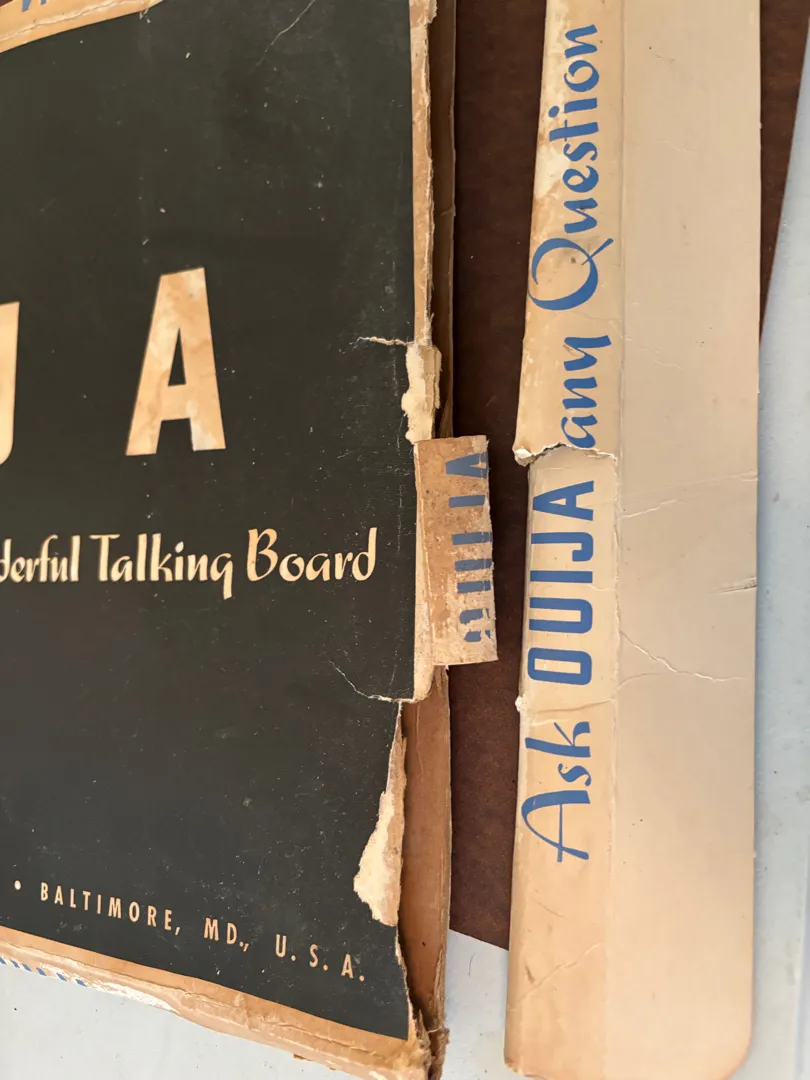 J A
derful Talking Board
• BALTIMORE, MD., U. S. A.
OUIJA
Ask OUIJA any Question